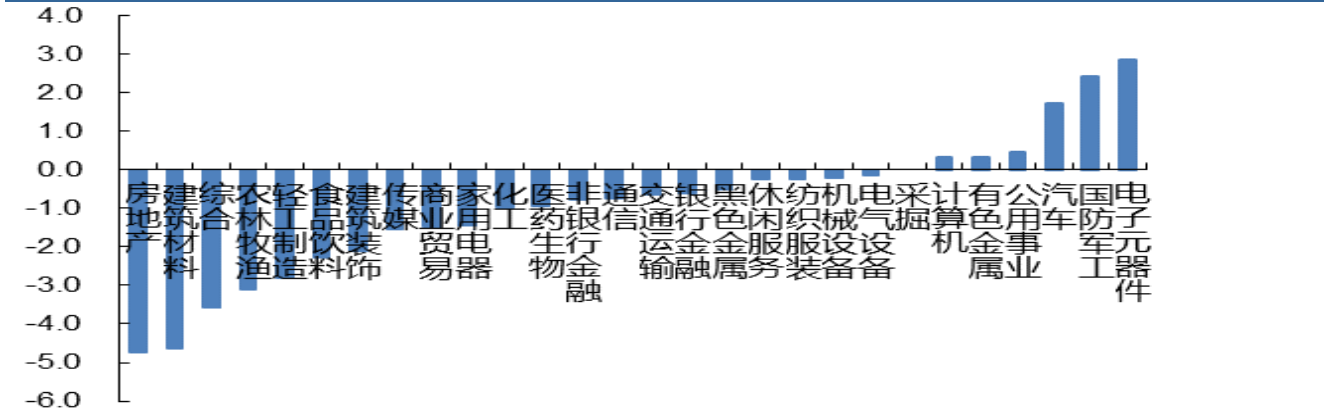 4.0
3.0
2.0
1.0
0.0
-1.0
-2.0
-3.0
-4.0
-5.0
-6.0
房地产
建筑材料
综合
农林牧渔
轻工制造
食品饮料
建筑装饰
传媒
商业贸易
家用电器
化工
医药生物
非银行金融
通信
交通运输
银行金融
黑色金属
休闲服务
纺织服装
机械设备
电气设备
采掘
计算机
有色金属
公用事业
汽车
国防军工
电子元器件